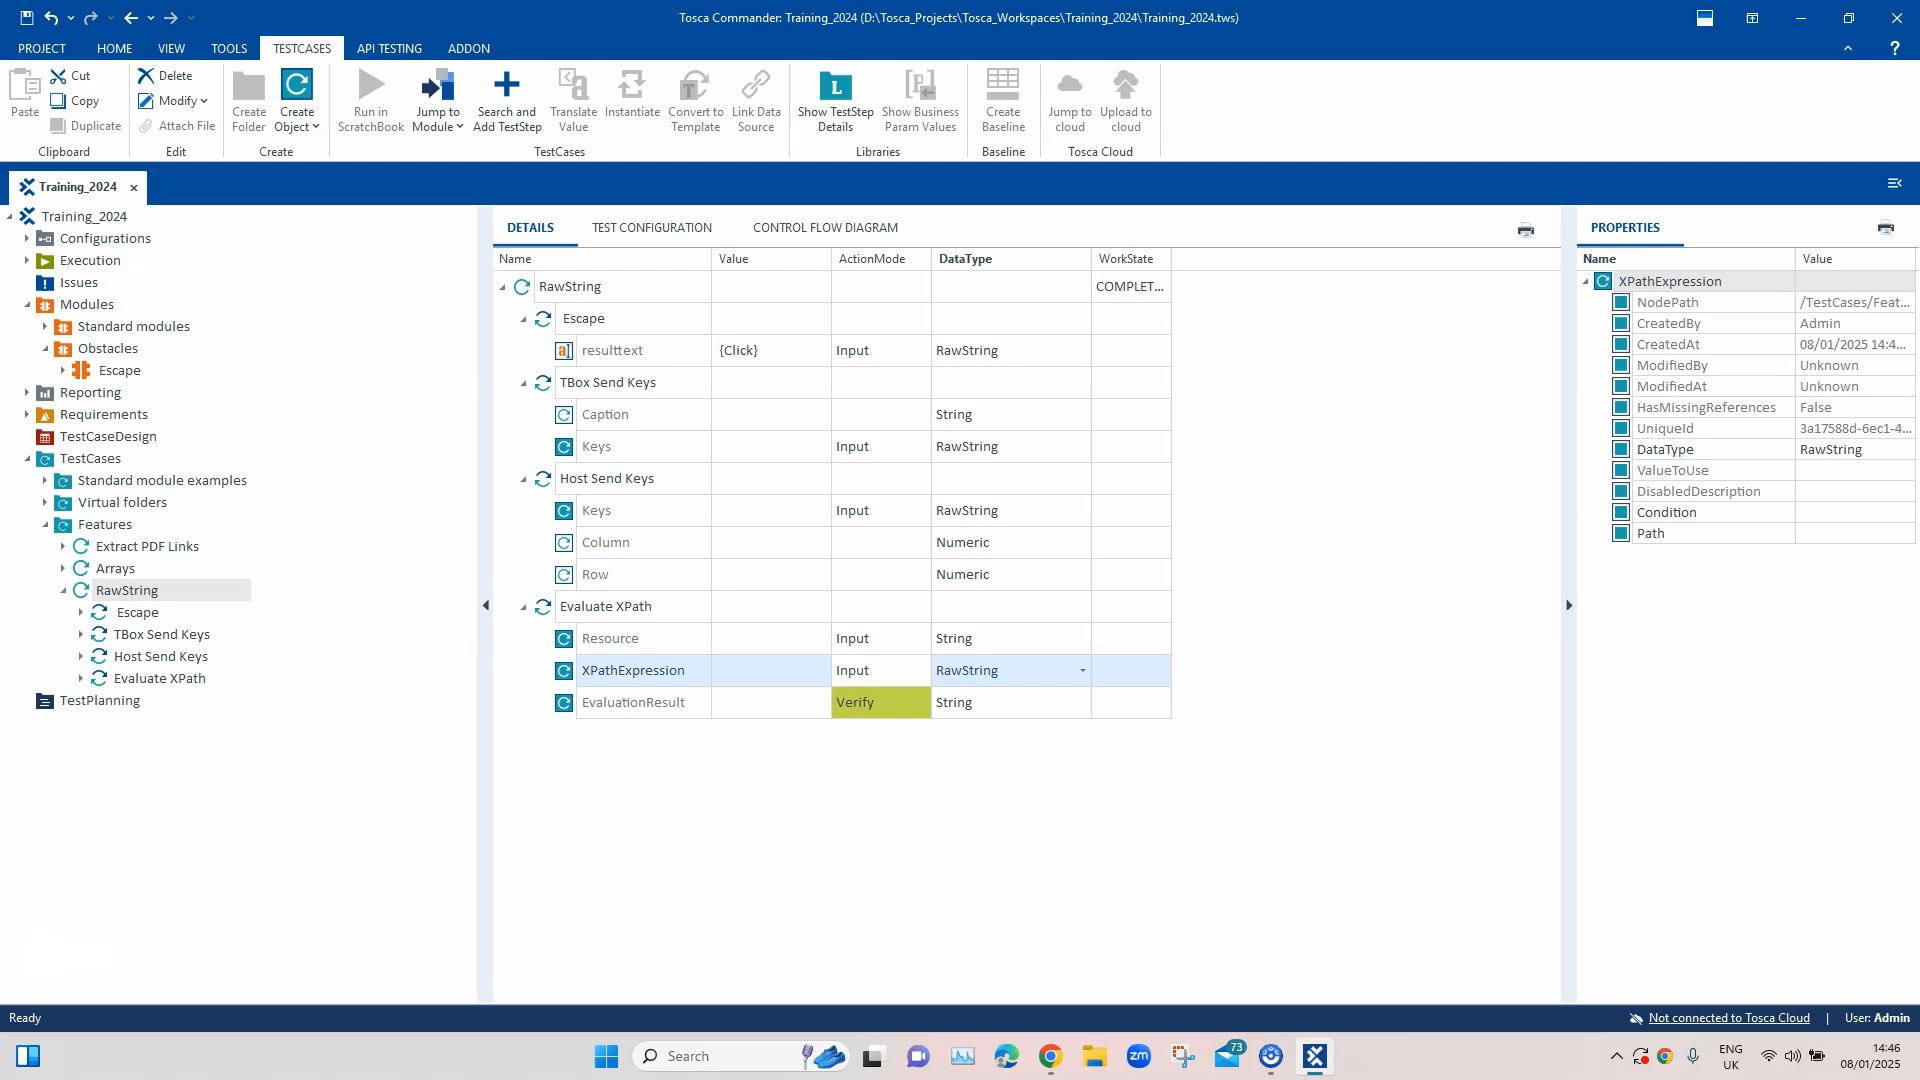 Tosca Commander: Training_2024 (D:\Tosca_Projects\Tosca_Workspaces\Training_2024\Training_2024.tws)
PROJECT HOME VIEW TOOLS TESTCASES API TESTING ADDON ?
Paste Cut Copy Duplicate
Clipboard
Delete Modify Attach File
Edit
Create Folder Create Object
Create
Run in ScratchBook Jump to Module Search and Add TestStep Translate Value Instantiate Convert to Template Link Data Source
TestCases
Show TestStep Details Show Business Param Values
Libraries
Create Baseline
Baseline
Jump to cloud Upload to cloud
Tosca Cloud
Training_2024 x
Training_2024
Configurations
Execution
Issues
Modules
Standard modules
Obstacles
Escape
Reporting
Requirements
TestCaseDesign
TestCases
Standard module examples
Virtual folders
Features
Extract PDF Links
Arrays
RawString
Escape
TBox Send Keys
Host Send Keys
Evaluate XPath
TestPlanning
DETAILS TEST CONFIGURATION CONTROL FLOW DIAGRAM
Name Value ActionMode DataType WorkState
RawString COMPLET...
Escape
resulttext {Click} Input RawString
TBox Send Keys
Caption String
Keys Input RawString
Host Send Keys
Keys Input RawString
Column Numeric
Row Numeric
Evaluate XPath
Resource Input String
XPathExpression Input RawString
EvaluationResult Verify String
PROPERTIES
Name Value
XPathExpression
NodePath /TestCases/Feat...
CreatedBy Admin
CreatedAt 08/01/2025 14:4...
ModifiedBy Unknown
ModifiedAt Unknown
HasMissingReferences False
UniqueId 3a17588d-6ec1-4...
DataType RawString
ValueToUse
DisabledDescription
Condition
Path
Ready Not connected to Tosca Cloud | User: Admin
Search zm 73 ENG UK 14:46 08/01/2025